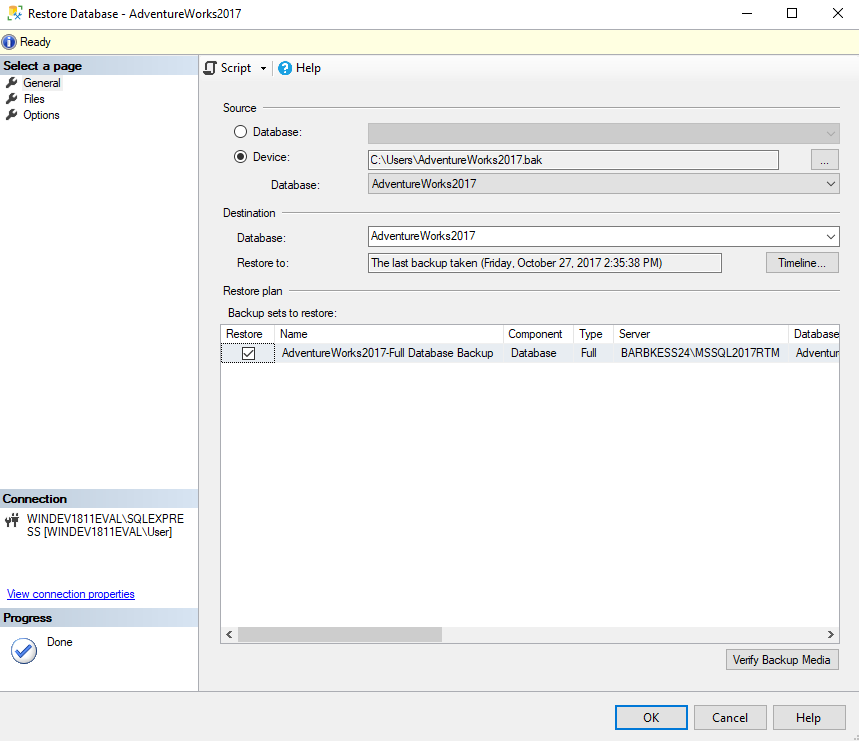 Restore Database - AdventureWorks2017
Ready
Select a page
General
Files
Options
Script
Help
Source
Database:
Device:
C:\Users\AdventureWorks2017.bak
...
Database:
AdventureWorks2017
Destination
Database:
AdventureWorks2017
Restore to:
The last backup taken (Friday, October 27, 2017 2:35:38 PM)
Timeline...
Restore plan
Backup sets to restore:
Restore Name Component Type Server Database
AdventureWorks2017-Full Database Backup Database Full BARBKESS24\MSSQL2017RTM Adventur
Connection
WINDEV1811EVAL\SQLEXPRE
SS [WINDEV1811EVAL\User]
View connection properties
Progress
Done
Verify Backup Media
OK
Cancel
Help